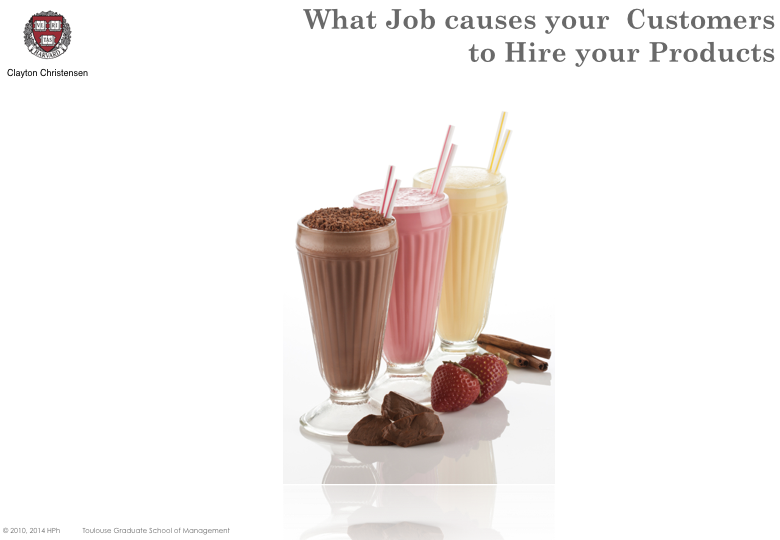 What Job causes your  Customers
to Hire your Products
VE RI
TAS
HARVARD
Clayton Christensen
© 2010, 2014 HPh Toulouse Graduate School of Management